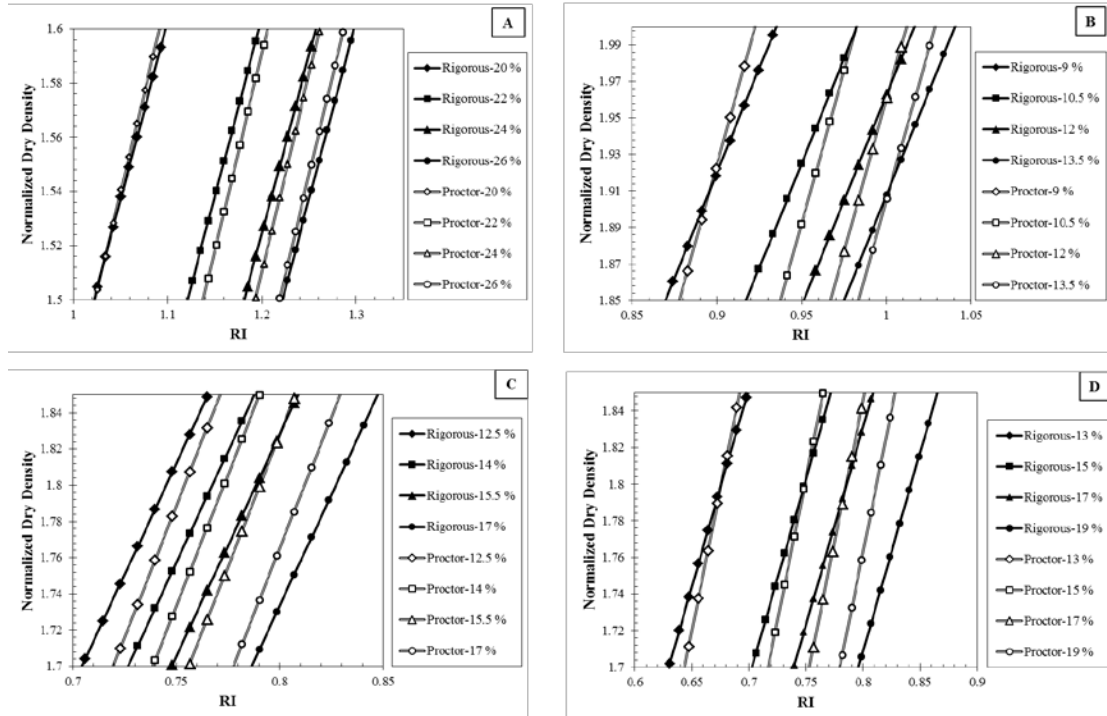 A
1.6
1.58
1.56
1.54
1.52
1.5
Normalized Dry Density
1
1.1
1.2
1.3
RI
Rigorous-20 %
Rigorous-22 %
Rigorous-24 %
Rigorous-26 %
Proctor-20 %
Proctor-22 %
Proctor-24 %
Proctor-26 %
B
1.99
1.97
1.95
1.93
1.91
1.89
1.87
1.85
Normalized Dry Density
0.85
0.9
0.95
1
1.05
RI
Rigorous-9 %
Rigorous-10.5 %
Rigorous-12 %
Rigorous-13.5 %
Proctor-9 %
Proctor-10.5 %
Proctor-12 %
Proctor-13.5 %
C
1.84
1.82
1.8
1.78
1.76
1.74
1.72
1.7
Normalized Dry Density
0.7
0.75
0.8
0.85
RI
Rigorous-12.5 %
Rigorous-14 %
Rigorous-15.5 %
Rigorous-17 %
Proctor-12.5 %
Proctor-14 %
Proctor-15.5 %
Proctor-17 %
D
1.84
1.82
1.8
1.78
1.76
1.74
1.72
1.7
Normalized Dry Density
0.6
0.65
0.7
0.75
0.8
0.85
0.9
RI
Rigorous-13 %
Rigorous-15 %
Rigorous-17 %
Rigorous-19 %
Proctor-13 %
Proctor-15 %
Proctor-17 %
Proctor-19 %